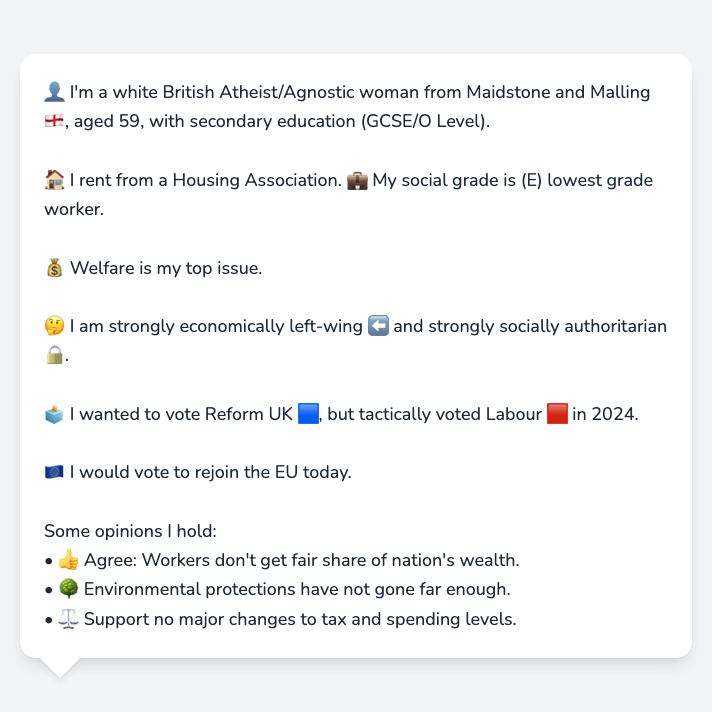 👤 I'm a white British Atheist/Agnostic woman from Maidstone and Malling
🏴󠁧󠁢󠁥󠁮󠁧󠁿, aged 59, with secondary education (GCSE/O Level).
🏠 I rent from a Housing Association. 💼 My social grade is (E) lowest grade
worker.
💰 Welfare is my top issue.
🤔 I am strongly economically left-wing ⬅️ and strongly socially authoritarian
🔒.
🗳️ I wanted to vote Reform UK 🟦, but tactically voted Labour 🟥 in 2024.
🇪🇺 I would vote to rejoin the EU today.
Some opinions I hold:
• 👍 Agree: Workers don't get fair share of nation's wealth.
• 🌳 Environmental protections have not gone far enough.
• ⚖️ Support no major changes to tax and spending levels.